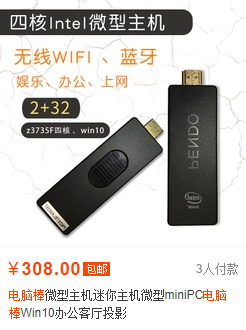 四核Intel微型主机
无线WIFI 、蓝牙
娱乐、办公、上网
2+32
z3735F四核 、win10
PENDO
intel
¥308.00 包邮
3人付款
电脑棒微型主机迷你主机微型miniPC电脑
棒Win10办公客厅投影